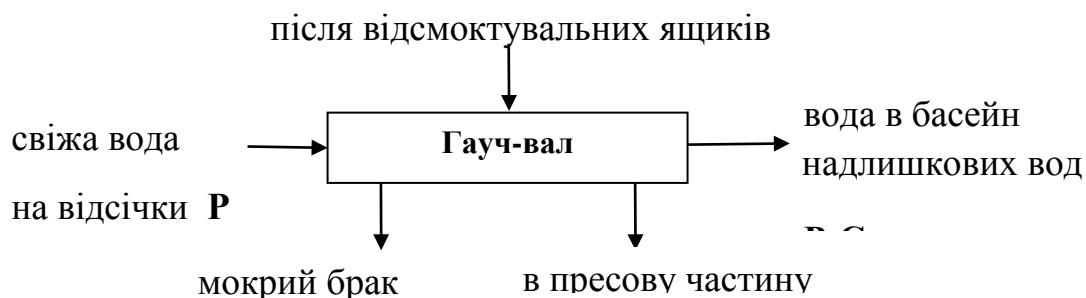 після відсмоктувальних ящиків
свіжа вода
на відсічки Р
Гауч-вал
вода в басейн
надлишкових вод
мокрий брак
в пресову частину